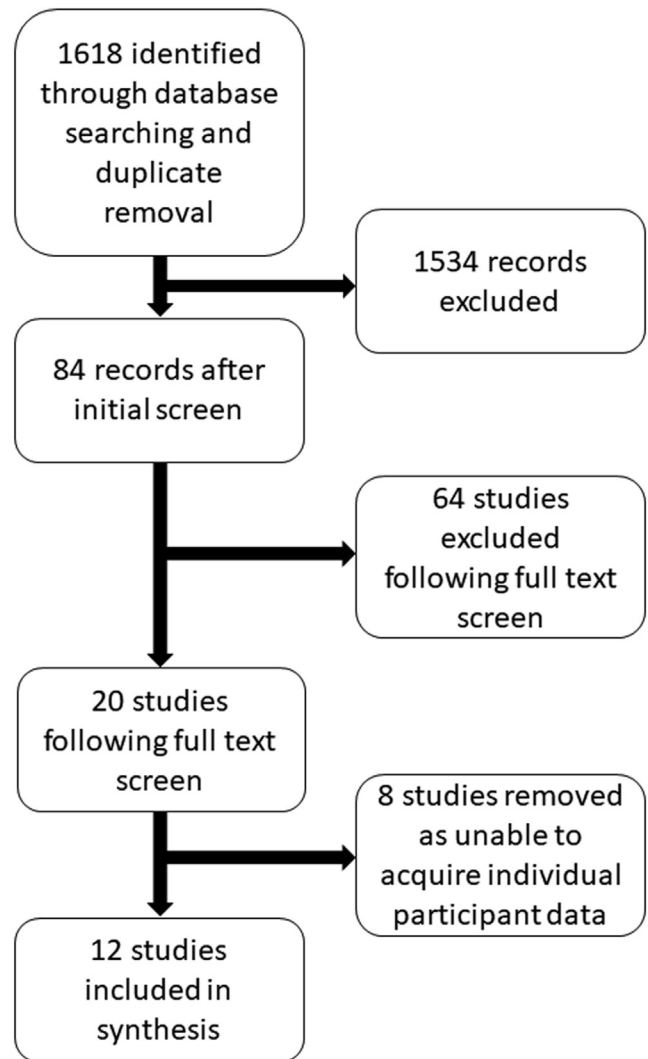 1618 identified
through database
searching and
duplicate
removal
1534 records
excluded
84 records after
initial screen
64 studies
excluded
following full text
screen
20 studies
following full text
screen
8 studies removed
as unable to
acquire individual
participant data
12 studies
included in
synthesis